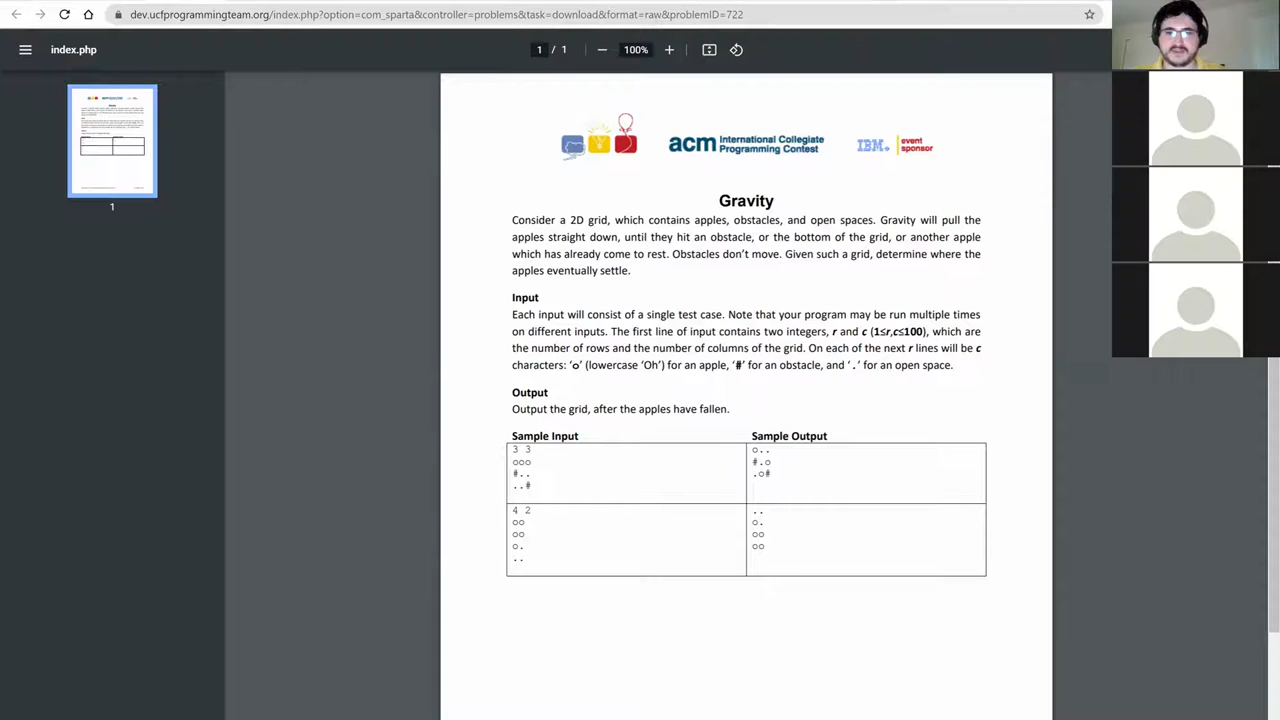 dev.ucfprogrammingteam.org/index.php?option=com_sparta&controller=problems&task=download&format=raw&problemID=722
index.php
1 / 1
100%
1
acm International Collegiate
Programming Contest
IBM.
event
sponsor
Gravity
Consider a 2D grid, which contains apples, obstacles, and open spaces. Gravity will pull the
apples straight down, until they hit an obstacle, or the bottom of the grid, or another apple
which has already come to rest. Obstacles don't move. Given such a grid, determine where the
apples eventually settle.
Input
Each input will consist of a single test case. Note that your program may be run multiple times
on different inputs. The first line of input contains two integers, r and c (1≤r,c≤100), which are
the number of rows and the number of columns of the grid. On each of the next r lines will be c
characters: 'o' (lowercase 'Oh') for an apple, '#' for an obstacle, and '.' for an open space.
Output
Output the grid, after the apples have fallen.
Sample Input
Sample Output
3 3
ooo
#..
..#
o..
#.o
.o#
4 2
oo
oo
o.
..
..
o.
oo
oo